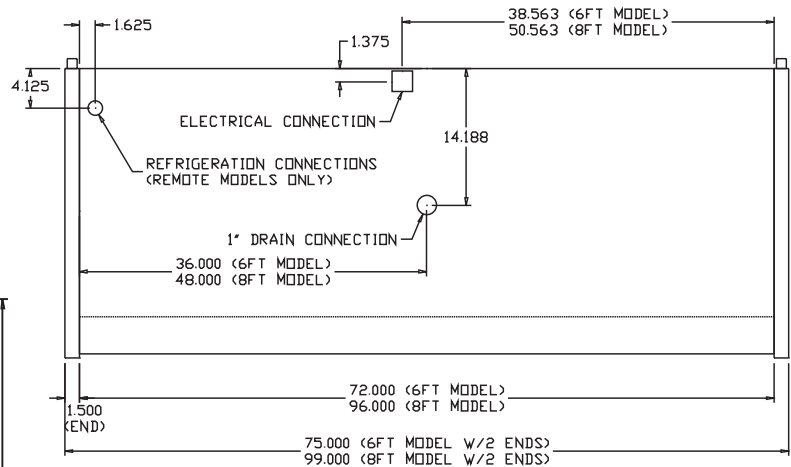 38.563 (6FT MODEL)
50.563 (8FT MODEL)
1.625
1.375
4.125
ELECTRICAL CONNECTION
14.188
REFRIGERATION CONNECTIONS
(REMOTE MODELS ONLY)
1" DRAIN CONNECTION
36.000 (6FT MODEL)
48.000 (8FT MODEL)
72.000 (6FT MODEL)
96.000 (8FT MODEL)
1.500
(END)
75.000 (6FT MODEL W/2 ENDS)
99.000 (8FT MODEL W/2 ENDS)